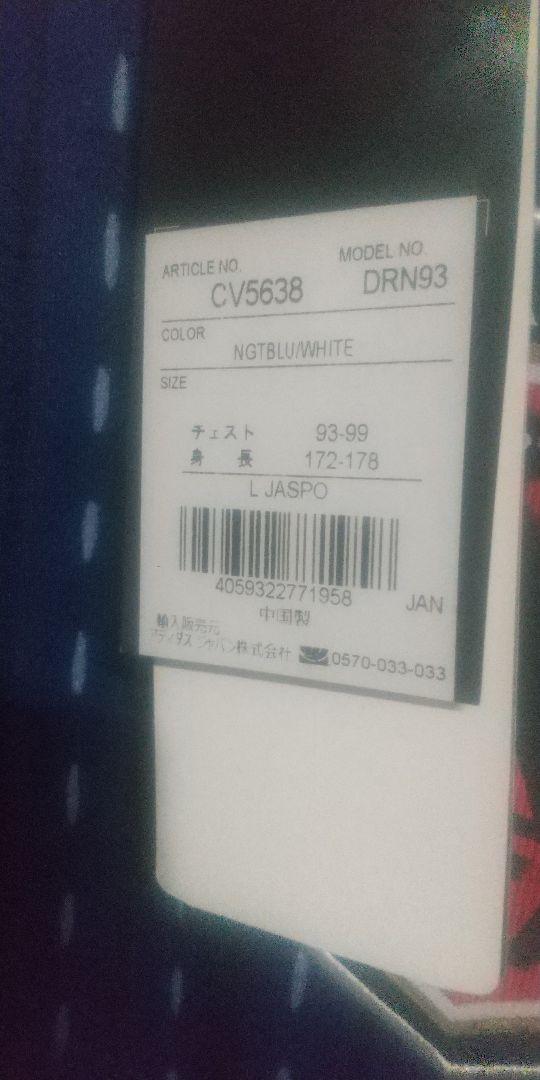 ARTICLE NO.
MODEL NO.
CV5638
DRN93
COLOR
NGTBLU/WHITE
SIZE
チェスト 93-99
身 長 172-178
L JASPO
4059322771958
JAN
中国製
輸入販売元
アディダス ジャパン株式会社 0570-033-033